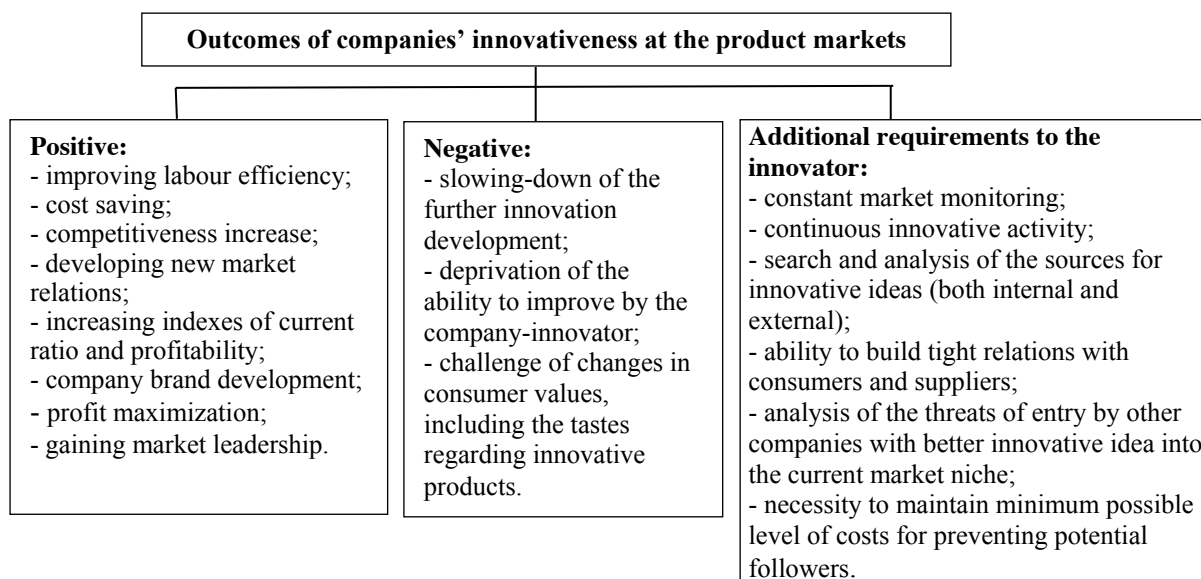 Outcomes of companies’ innovativeness at the product markets
Positive:
- improving labour efficiency;
- cost saving;
- competitiveness increase;
- developing new market
relations;
- increasing indexes of current
ratio and profitability;
- company brand development;
- profit maximization;
- gaining market leadership.
Negative:
- slowing-down of the
further innovation
development;
- deprivation of the
ability to improve by the
company-innovator;
- challenge of changes in
consumer values,
including the tastes
regarding innovative
products.
Additional requirements to the
innovator:
- constant market monitoring;
- continuous innovative activity;
- search and analysis of the sources for
innovative ideas (both internal and
external);
- ability to build tight relations with
consumers and suppliers;
- analysis of the threats of entry by other
companies with better innovative idea into
the current market niche;
- necessity to maintain minimum possible
level of costs for preventing potential
followers.